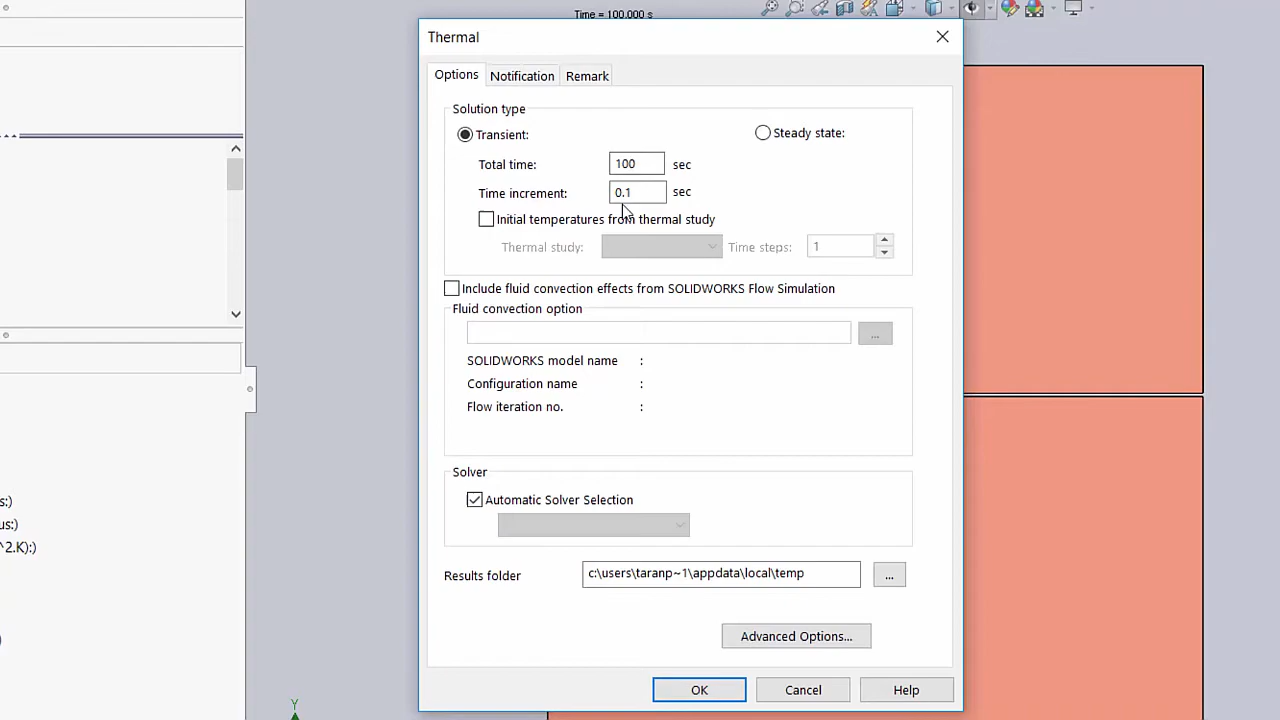 Time = 100.000 s
Thermal
Options Notification Remark
Solution type
Transient: Steady state:
Total time: 100 sec
Time increment: 0.1 sec
Initial temperatures from thermal study
Thermal study: Time steps: 1
Include fluid convection effects from SOLIDWORKS Flow Simulation
Fluid convection option
...
SOLIDWORKS model name :
Configuration name :
Flow iteration no. :
Solver
Automatic Solver Selection
s:)
us:)
^2.K):)
Results folder c:\users\taranp~1\appdata\local\temp ...
)
Advanced Options...
OK Cancel Help
Y